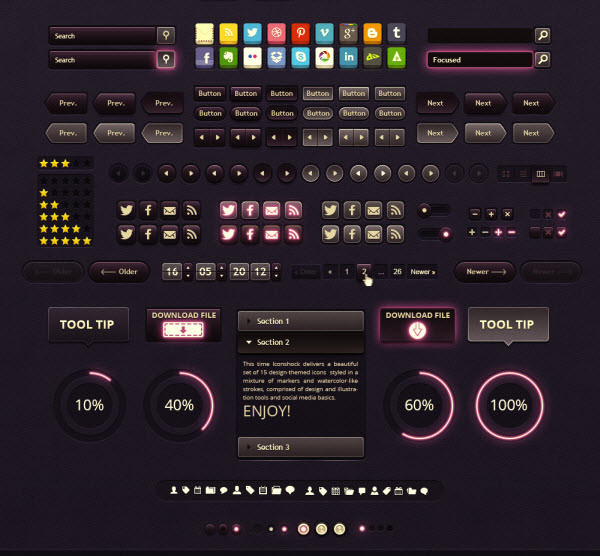 Search
Search
Focused
Prev. Prev. Prev.
Button Button Button Button Button Button
Next Next Next
Prev. Prev. Prev.
Button Button Button Button Button Button
Next Next Next
Older
Older
16 05 20 12
« Older « 1 2 ... 26 Newer »
Newer
Newer
TOOL TIP
DOWNLOAD FILE
Section 1
DOWNLOAD FILE
TOOL TIP
Section 2
This time Iconshock delivers a beautiful
set of 15 design-themed icons styled in a
mixture of markers and watercolor-like
strokes, comprised of design and illustra-
tion tools and social media basics.
ENJOY!
10%
40%
60%
100%
Section 3